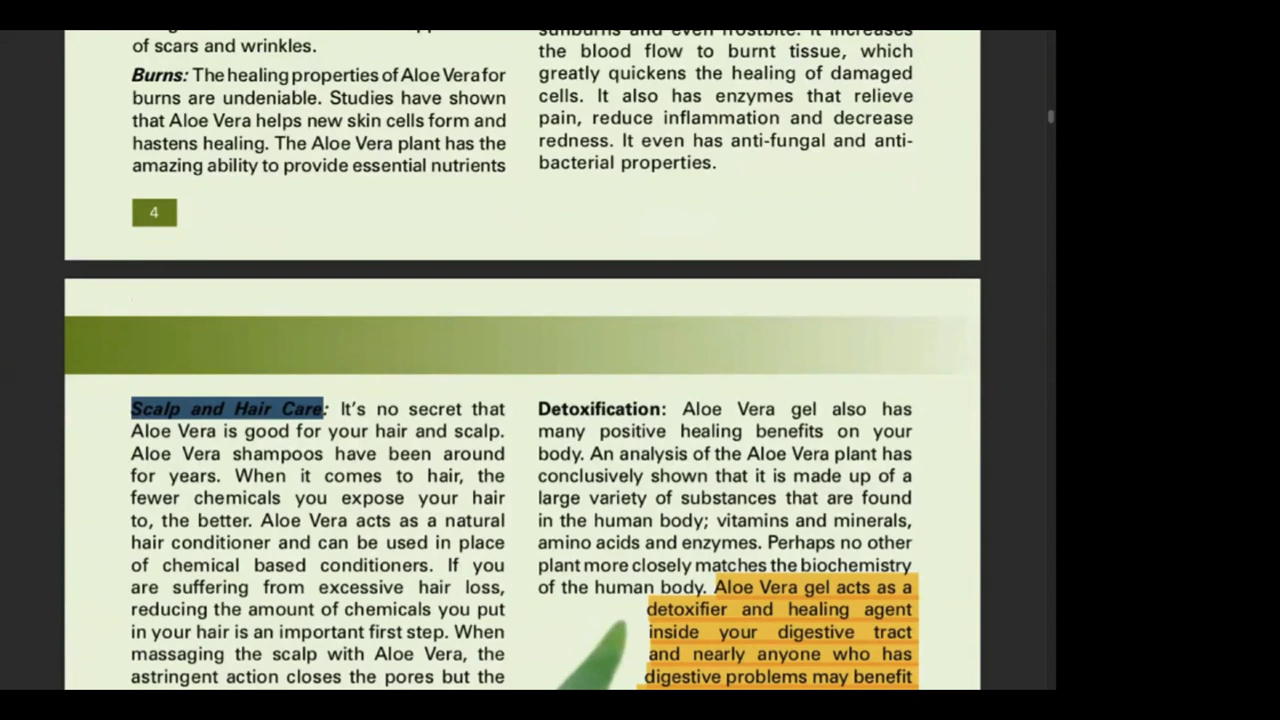 of scars and wrinkles.
Burns: The healing properties of Aloe Vera for
burns are undeniable. Studies have shown
that Aloe Vera helps new skin cells form and
hastens healing. The Aloe Vera plant has the
amazing ability to provide essential nutrients
4
sunburns and even frostbite. It increases
the blood flow to burnt tissue, which
greatly quickens the healing of damaged
cells. It also has enzymes that relieve
pain, reduce inflammation and decrease
redness. It even has anti-fungal and anti-
bacterial properties.
Scalp and Hair Care: It's no secret that
Aloe Vera is good for your hair and scalp.
Aloe Vera shampoos have been around
for years. When it comes to hair, the
fewer chemicals you expose your hair
to, the better. Aloe Vera acts as a natural
hair conditioner and can be used in place
of chemical based conditioners. If you
are suffering from excessive hair loss,
reducing the amount of chemicals you put
in your hair is an important first step. When
massaging the scalp with Aloe Vera, the
astringent action closes the pores but the
Detoxification: Aloe Vera gel also has
many positive healing benefits on your
body. An analysis of the Aloe Vera plant has
conclusively shown that it is made up of a
large variety of substances that are found
in the human body; vitamins and minerals,
amino acids and enzymes. Perhaps no other
plant more closely matches the biochemistry
of the human body. Aloe Vera gel acts as a
detoxifier and healing agent
inside your digestive tract
and nearly anyone who has
digestive problems may benefit